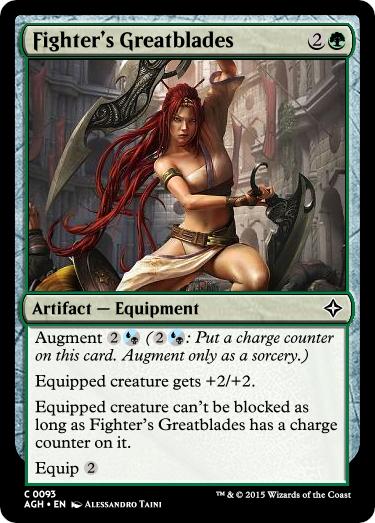 Fighter's Greatblades 2
Artifact — Equipment
Augment 2 (2 : Put a charge counter
on this card. Augment only as a sorcery.)
Equipped creature gets +2/+2.
Equipped creature can't be blocked as
long as Fighter's Greatblades has a charge
counter on it.
Equip 2
C 0093
AGH • EN Alessandro Taini
™ & © 2015 Wizards of the Coast